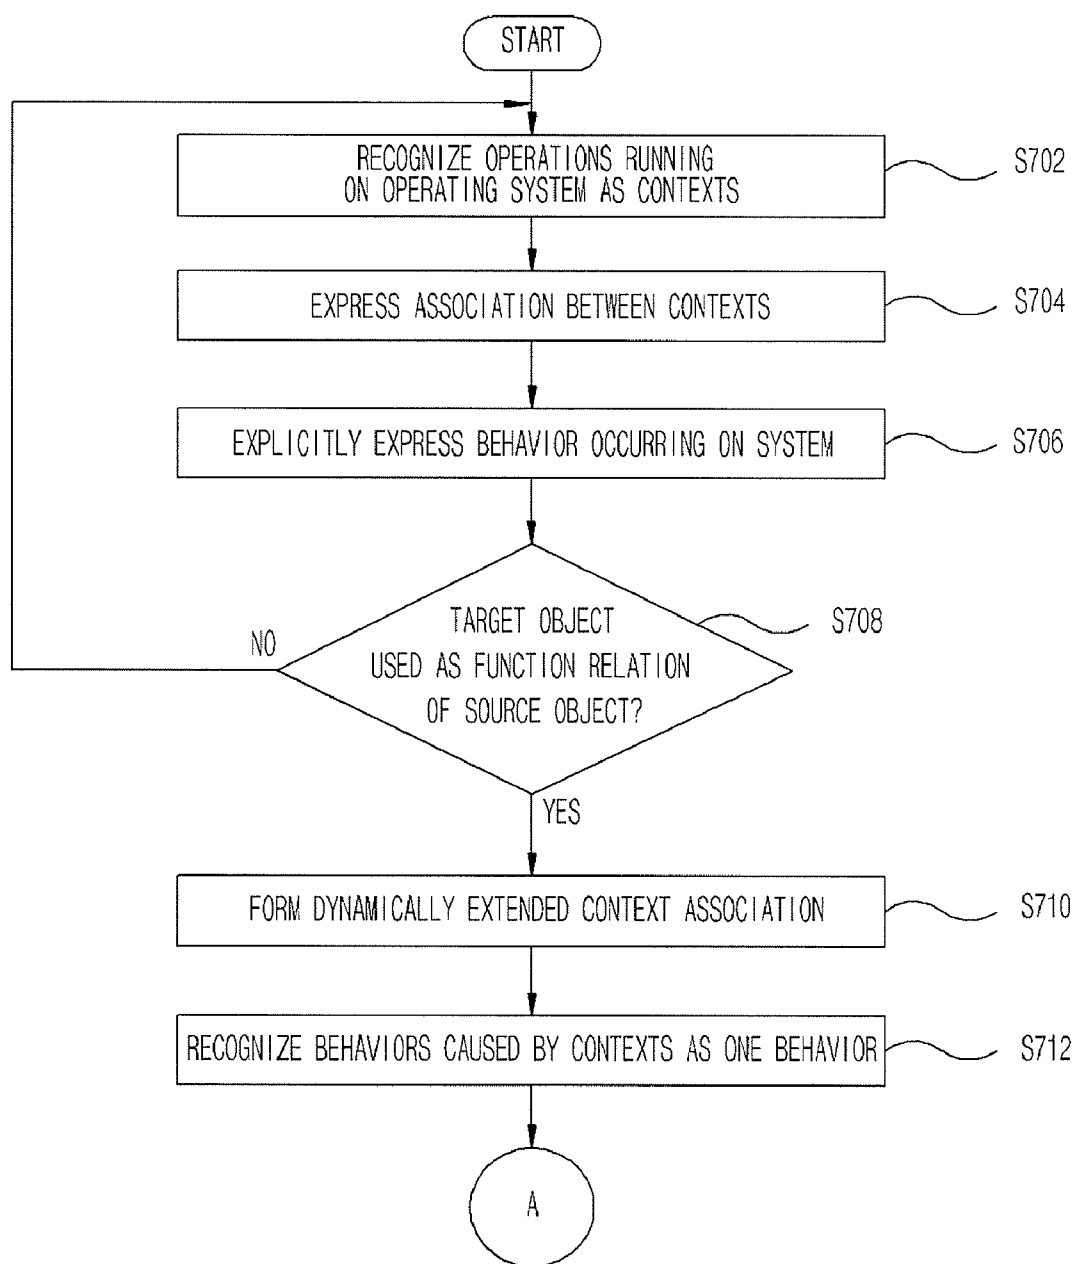 START
RECOGNIZE OPERATIONS RUNNING
ON OPERATING SYSTEM AS CONTEXTS
S702
EXPRESS ASSOCIATION BETWEEN CONTEXTS
S704
EXPLICITLY EXPRESS BEHAVIOR OCCURRING ON SYSTEM
S706
TARGET OBJECT
USED AS FUNCTION RELATION
OF SOURCE OBJECT?
S708
NO
YES
FORM DYNAMICALLY EXTENDED CONTEXT ASSOCIATION
S710
RECOGNIZE BEHAVIORS CAUSED BY CONTEXTS AS ONE BEHAVIOR
S712
A